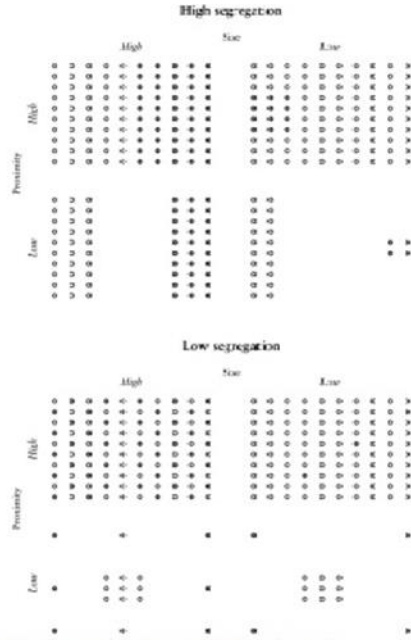 High segregation
Size
High
Low
Proximity
High
Low
Low segregation
Size
High
Low
Proximity
High
Low